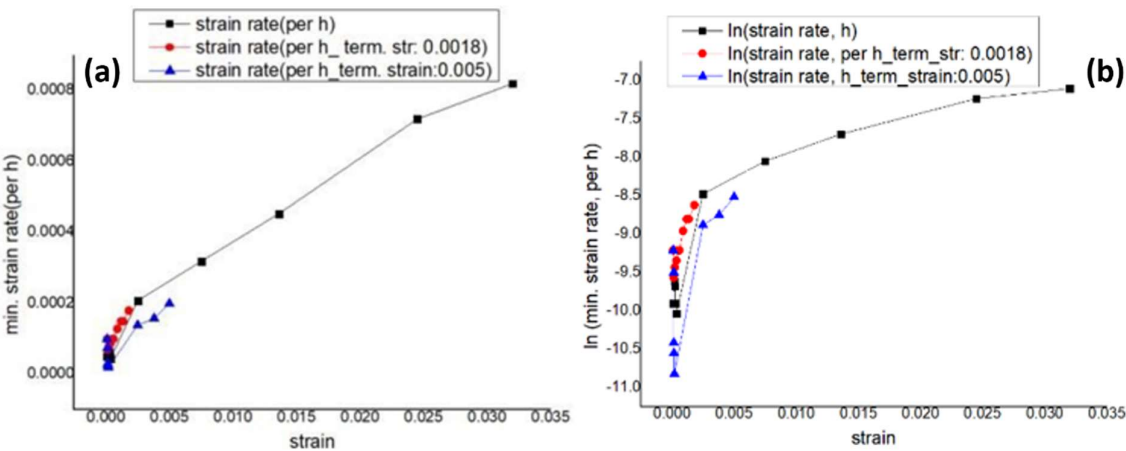 (a)
strain rate(per h)
strain rate(per h_ term. str: 0.0018)
strain rate(per h_term. strain:0.005)
0.0008
0.0006
0.0004
0.0002
0.0000
min. strain rate(per h)
0.000 0.005 0.010 0.015 0.020 0.025 0.030 0.035
strain
(b)
ln(strain rate, h)
ln(strain rate, per h_term_str: 0.0018)
ln(strain rate, h_term_strain:0.005)
-7.0
-7.5
-8.0
-8.5
-9.0
-9.5
-10.0
-10.5
-11.0
ln (min. strain rate, per h)
0.000 0.005 0.010 0.015 0.020 0.025 0.030 0.035
strain